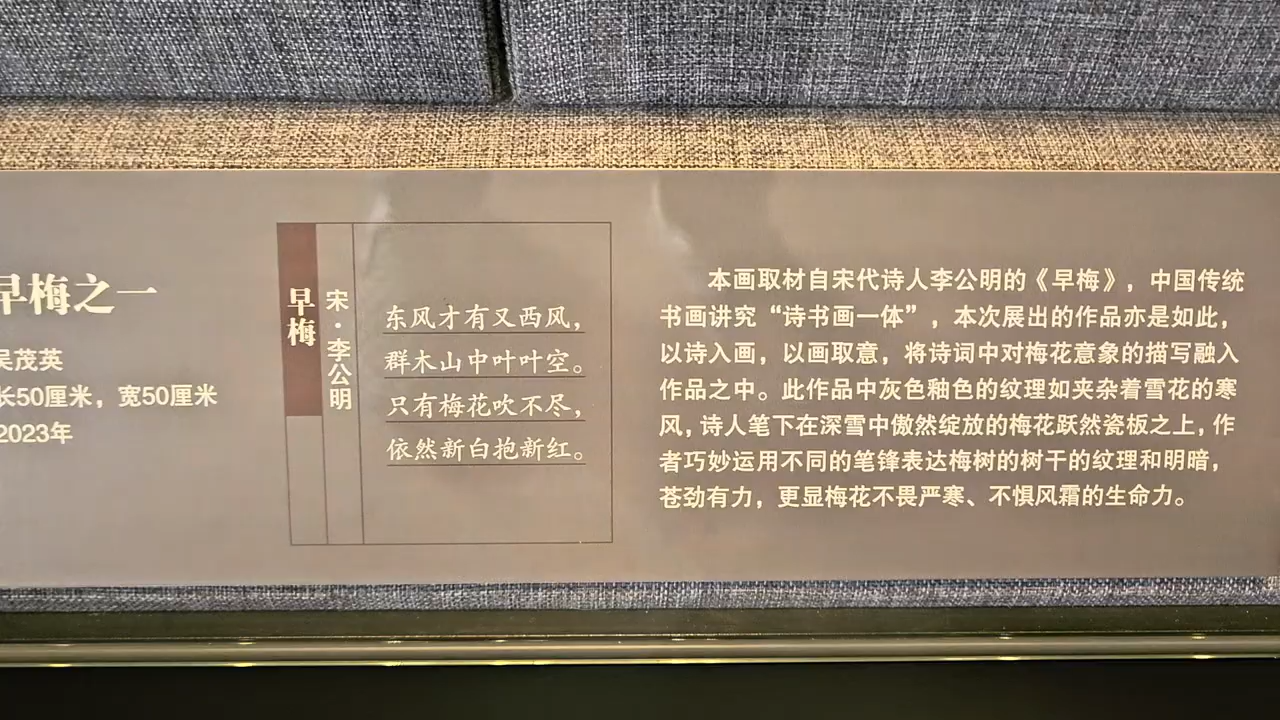 早梅之一
吴茂英
长50厘米，宽50厘米
2023年
早梅
宋·李公明
东风才有又西风，
群木山中叶叶空。
只有梅花吹不尽，
依然新白抱新红。
本画取材自宋代诗人李公明的《早梅》，中国传统
书画讲究“诗书画一体”，本次展出的作品亦是如此，
以诗入画，以画取意，将诗词中对梅花意象的描写融入
作品之中。此作品中灰色釉色的纹理如夹杂着雪花的寒
风，诗人笔下在深雪中傲然绽放的梅花跃然瓷板之上，作
者巧妙运用不同的笔锋表达梅树的树干的纹理和明暗，
苍劲有力，更显梅花不畏严寒、不惧风霜的生命力。